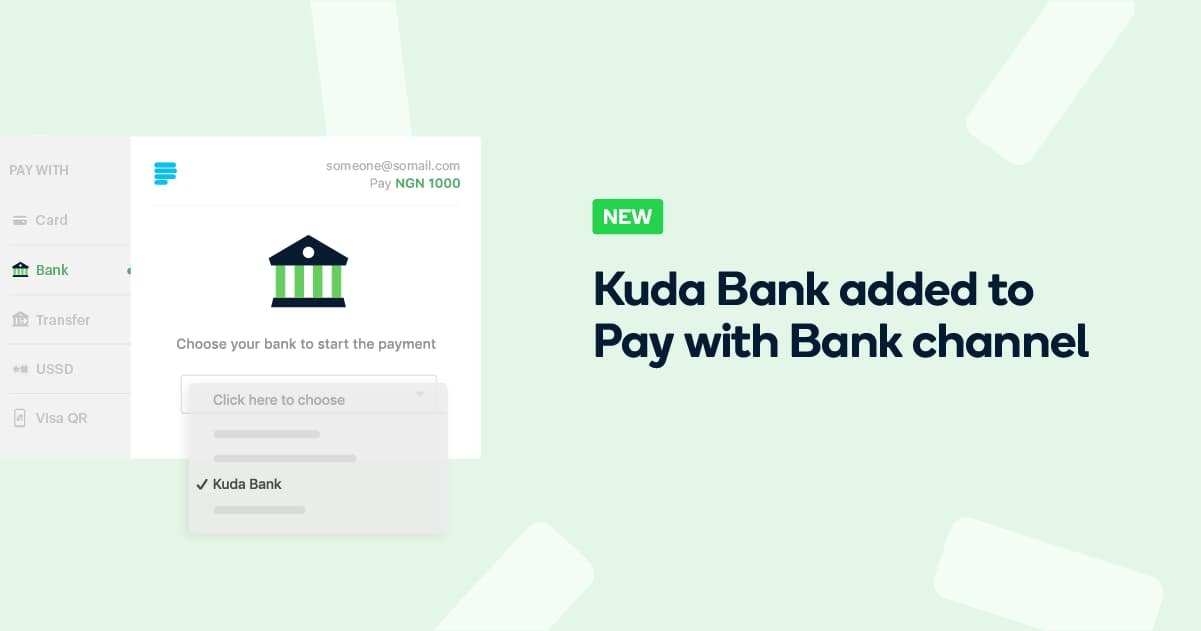 PAY WITH
Card
Bank
Transfer
USSD
Visa QR
someone@somail.com
Pay NGN 1000
Choose your bank to start the payment
Click here to choose
Kuda Bank
NEW
Kuda Bank added to
Pay with Bank channel